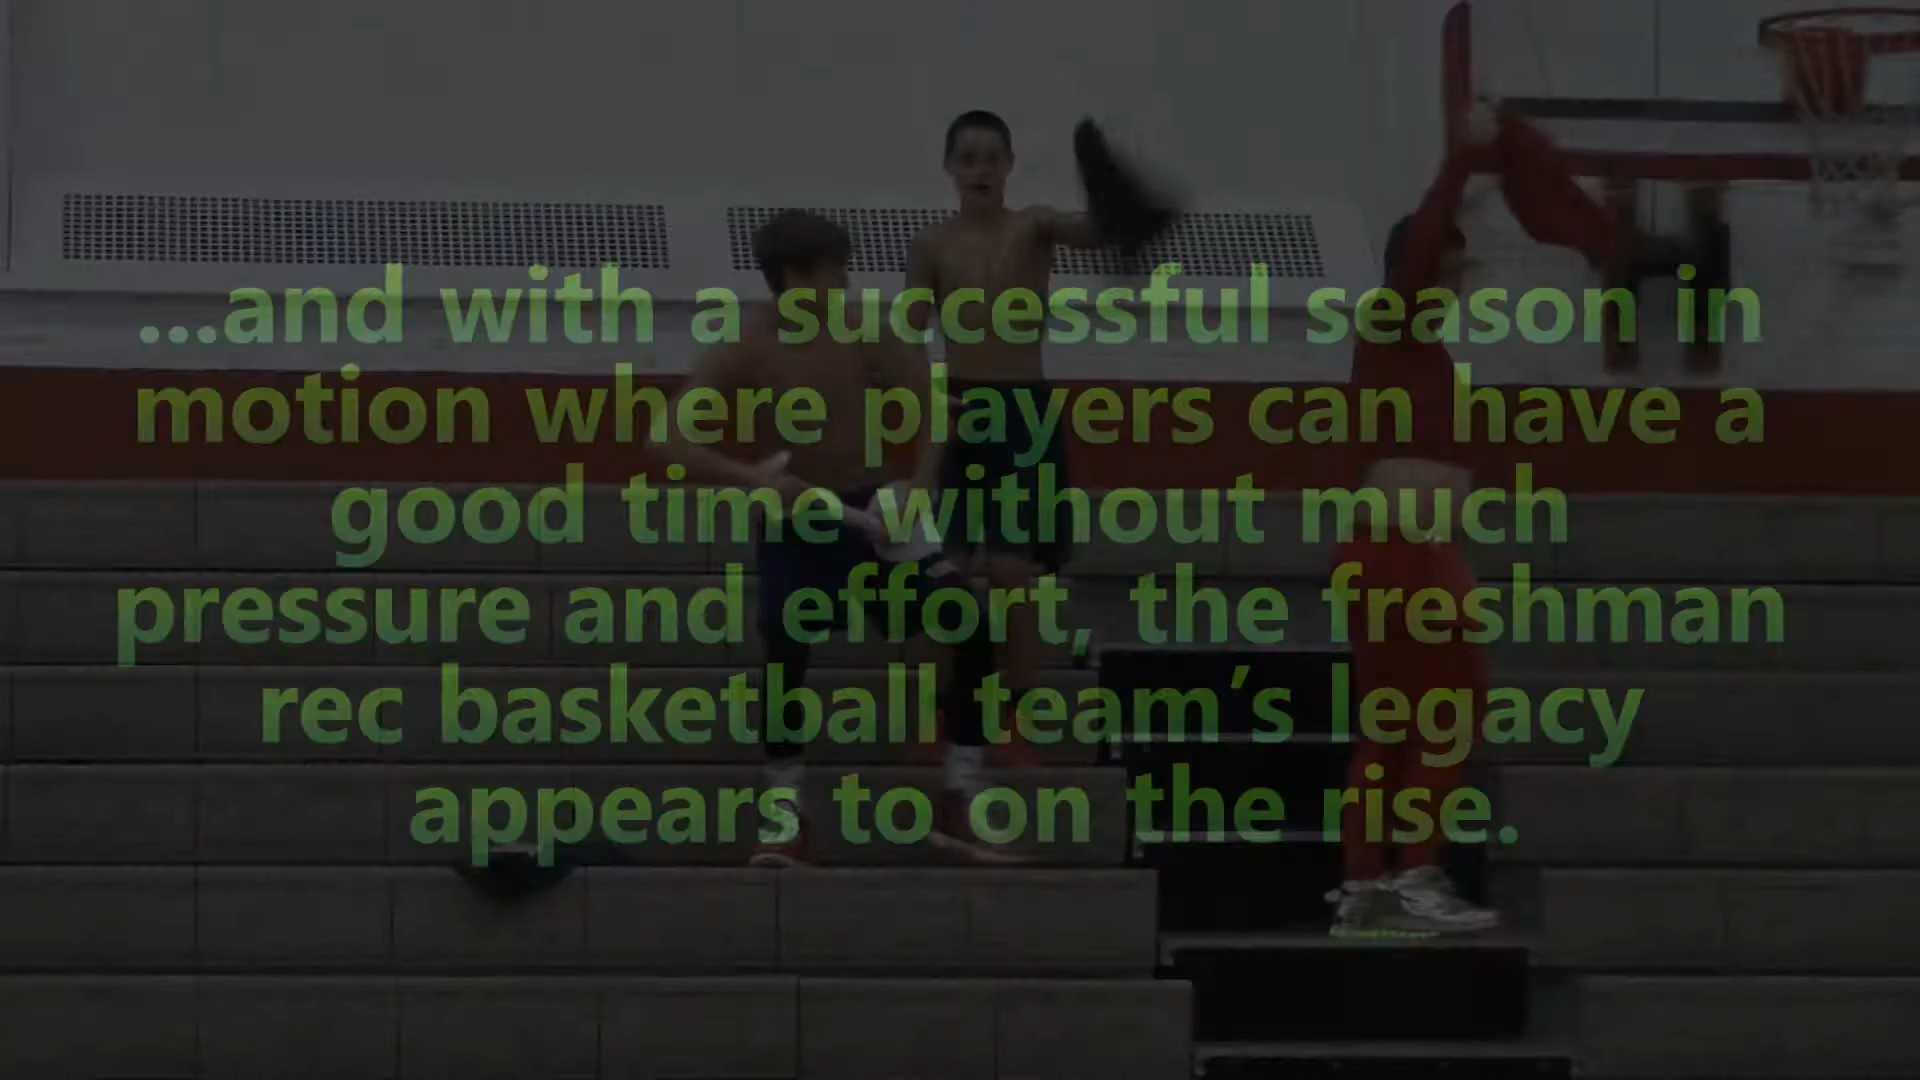 ...and with a successful season in
motion where players can have a
good time without much
pressure and effort, the freshman
rec basketball team’s legacy
appears to on the rise.